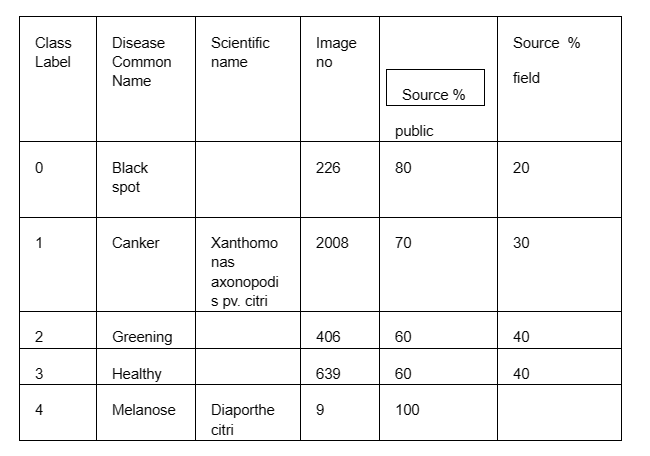 Class Label | Disease Common Name | Scientific name | Image no | Source % public | Source % field
0 | Black spot | | 226 | 80 | 20
1 | Canker | Xanthomonas axonopodis pv. citri | 2008 | 70 | 30
2 | Greening | | 406 | 60 | 40
3 | Healthy | | 639 | 60 | 40
4 | Melanose | Diaporthe citri | 9 | 100 |